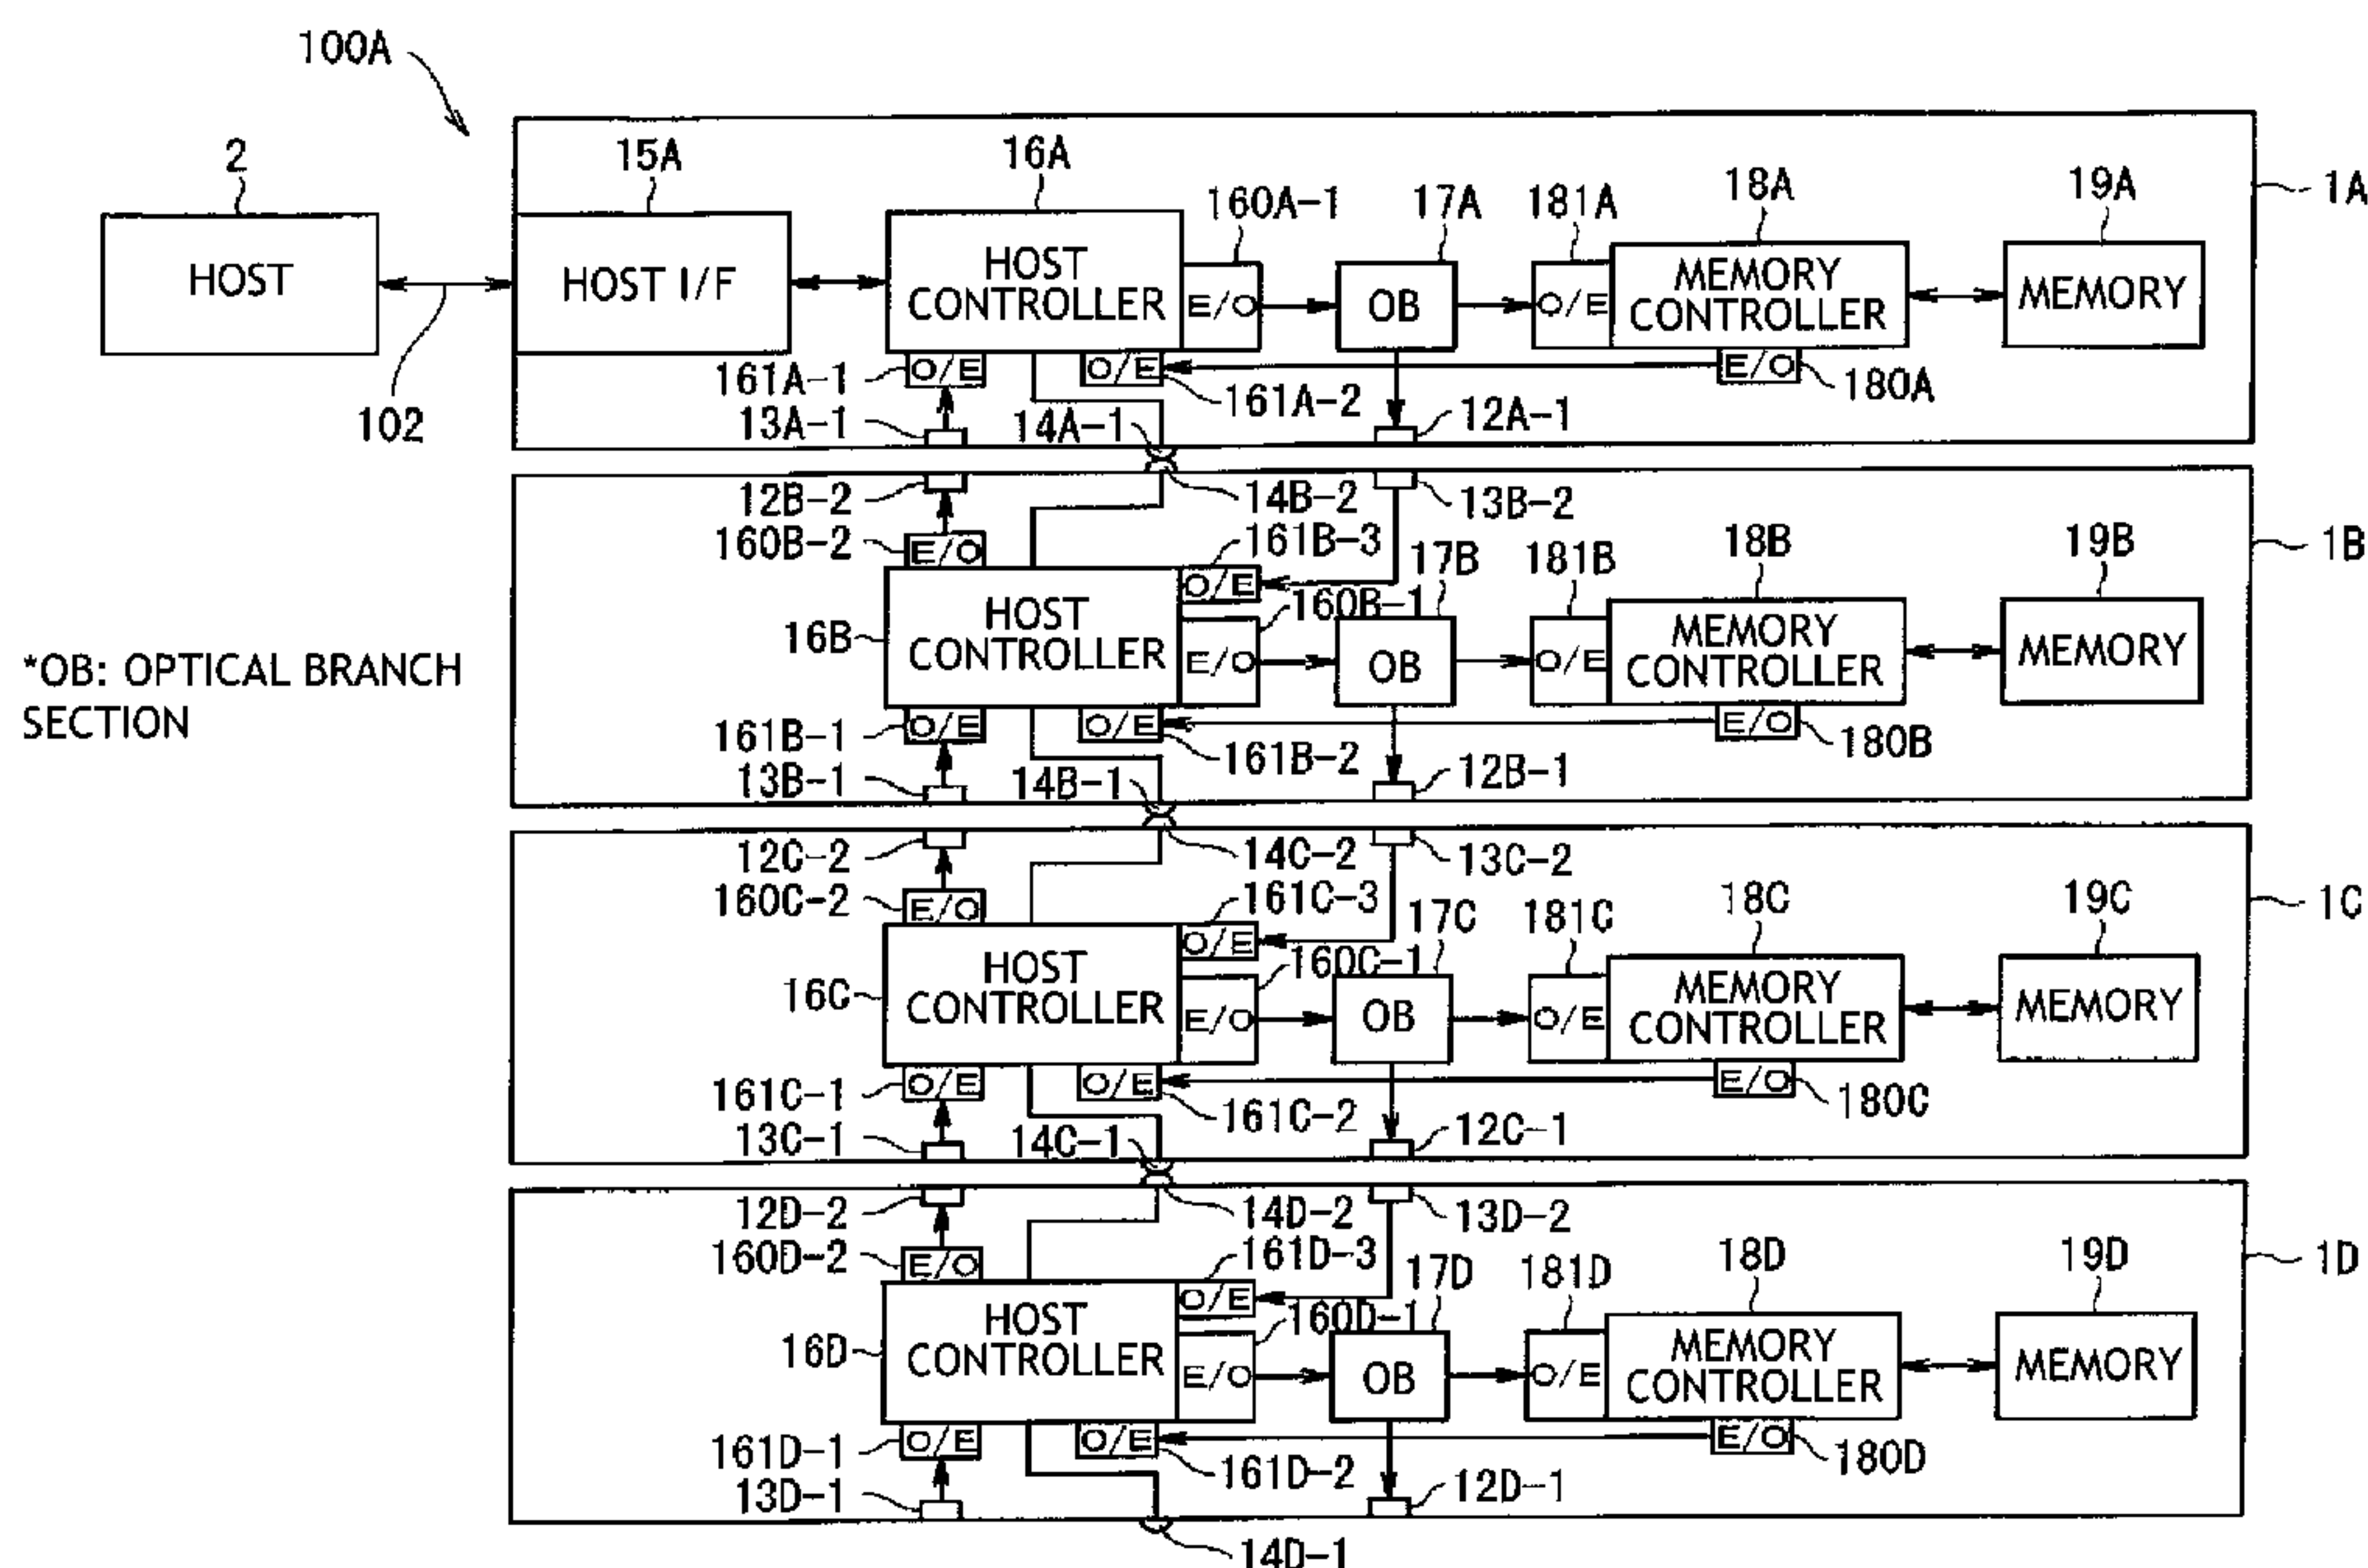 100A
2
15A
16A
160A-1
17A
181A
18A
19A
1A
HOST
HOST I/F
HOST
CONTROLLER
E/O
OB
O/E
MEMORY
CONTROLLER
MEMORY
102
161A-1
O/E
O/E
161A-2
E/O
180A
13A-1
14A-1
12A-1
12B-2
14B-2
13B-2
160B-2
E/O
161B-3
O/E
160B-1
17B
181B
18B
19B
1B
16B
HOST
CONTROLLER
E/O
OB
O/E
MEMORY
CONTROLLER
MEMORY
*OB: OPTICAL BRANCH
SECTION
161B-1
O/E
O/E
161B-2
E/O
180B
13B-1
14B-1
12B-1
12C-2
14C-2
13C-2
160C-2
E/O
161C-3
O/E
160C-1
17C
181C
18C
19C
1C
16C
HOST
CONTROLLER
E/O
OB
O/E
MEMORY
CONTROLLER
MEMORY
161C-1
O/E
O/E
161C-2
E/O
180C
13C-1
14C-1
12C-1
12D-2
14D-2
13D-2
160D-2
E/O
161D-3
O/E
160D-1
17D
181D
18D
19D
1D
16D
HOST
CONTROLLER
E/O
OB
O/E
MEMORY
CONTROLLER
MEMORY
161D-1
O/E
O/E
161D-2
E/O
180D
13D-1
12D-1
14D-1